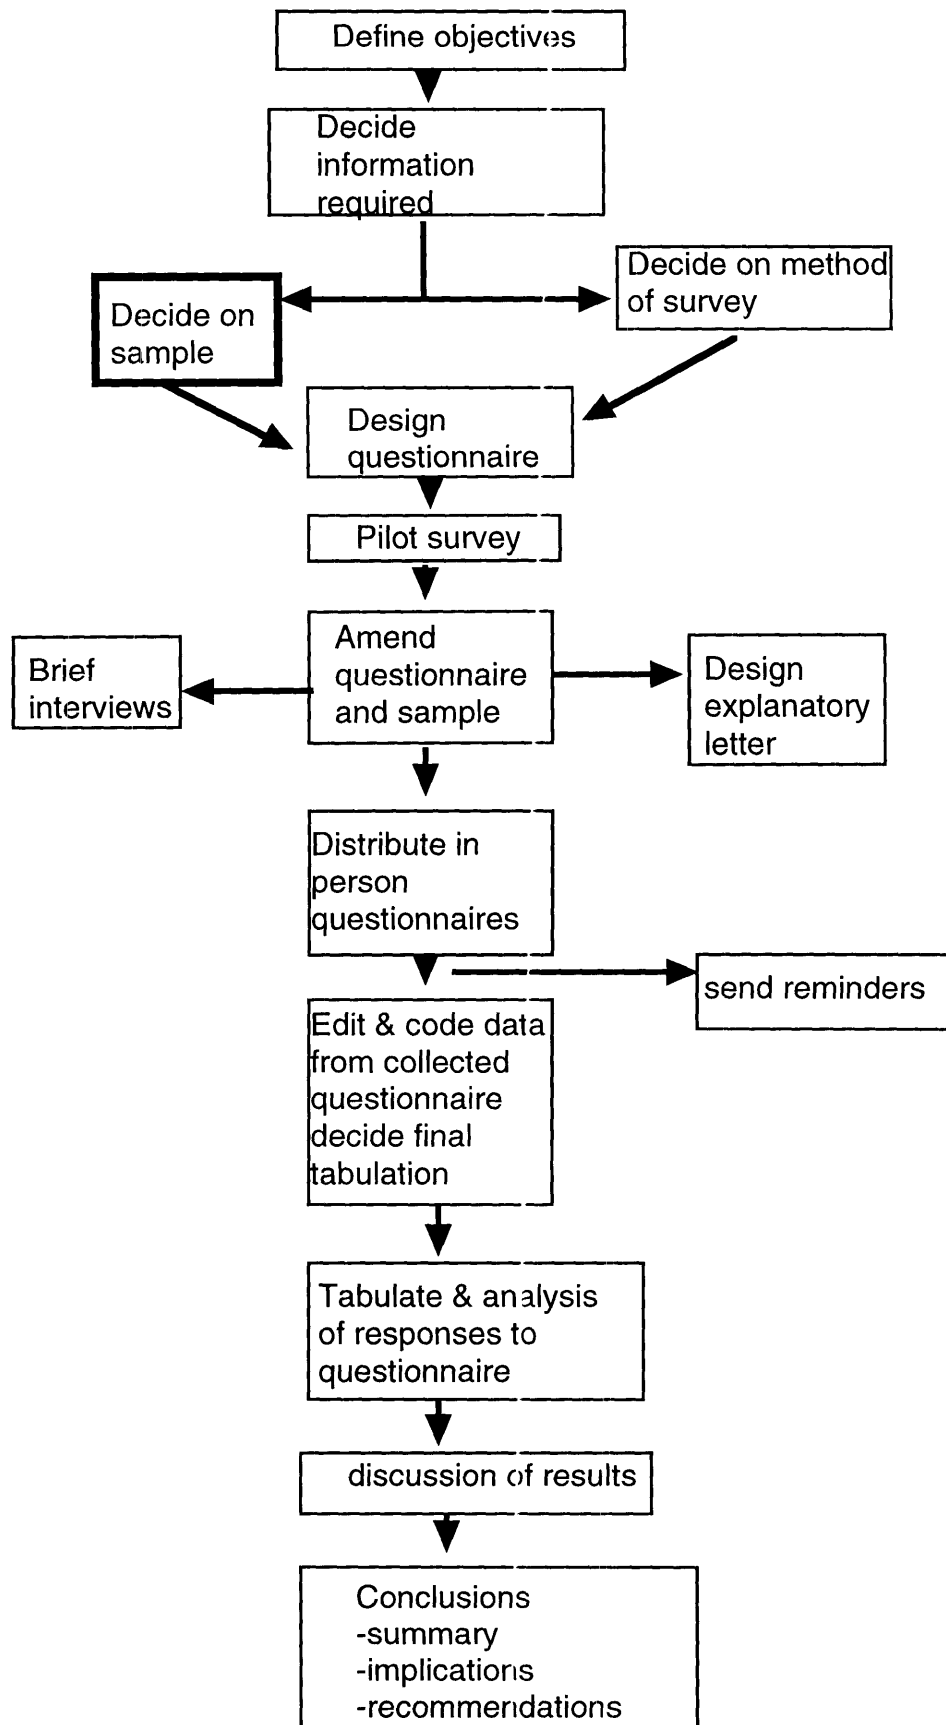 Define objectives
Decide
information
required
Decide on
sample
Decide on method
of survey
Design
questionnaire
Pilot survey
Brief
interviews
Amend
questionnaire
and sample
Design
explanatory
letter
Distribute in
person
questionnaires
send reminders
Edit & code data
from collected
questionnaire
decide final
tabulation
Tabulate & analysis
of responses to
questionnaire
discussion of results
Conclusions
-summary
-implications
-recommendations